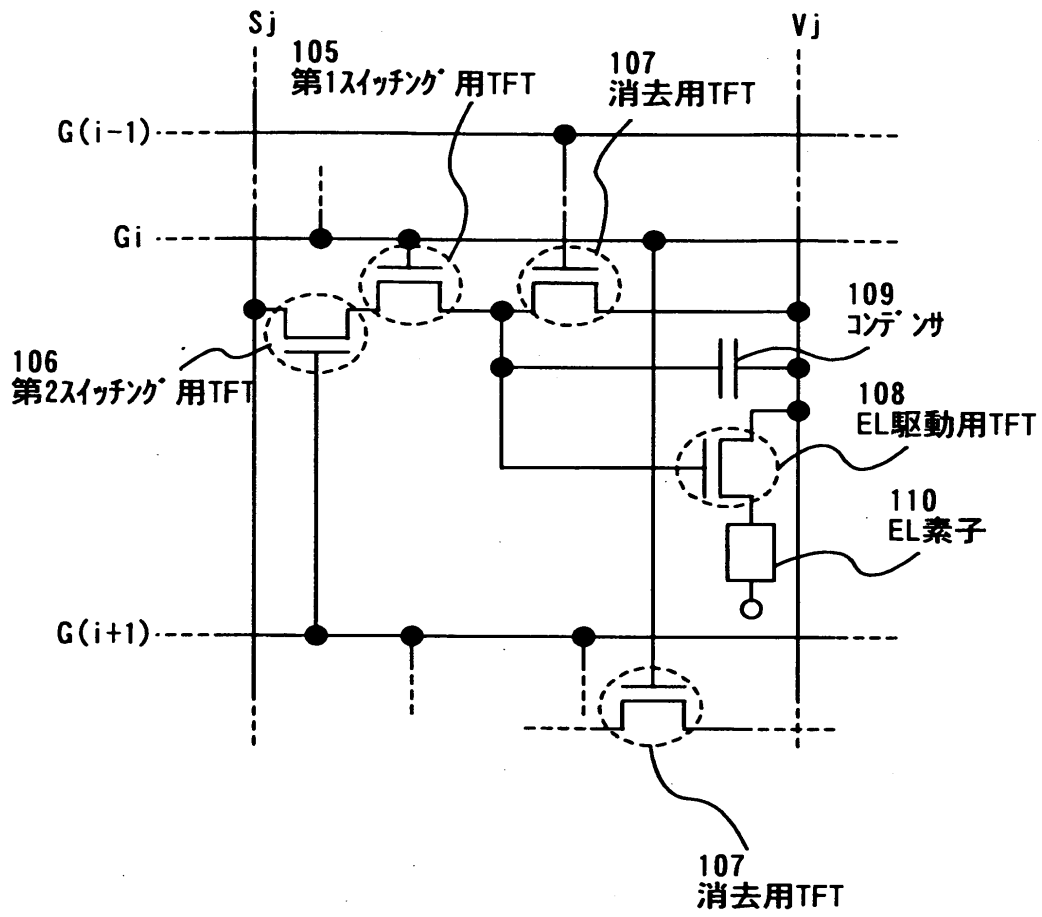 Sj
Vj
105
第1ｽｲｯﾁﾝｸﾞ用TFT
107
消去用TFT
G(i-1)
Gi
109
ｺﾝﾃﾞﾝｻ
106
第2ｽｲｯﾁﾝｸﾞ用TFT
108
EL駆動用TFT
110
EL素子
G(i+1)
107
消去用TFT